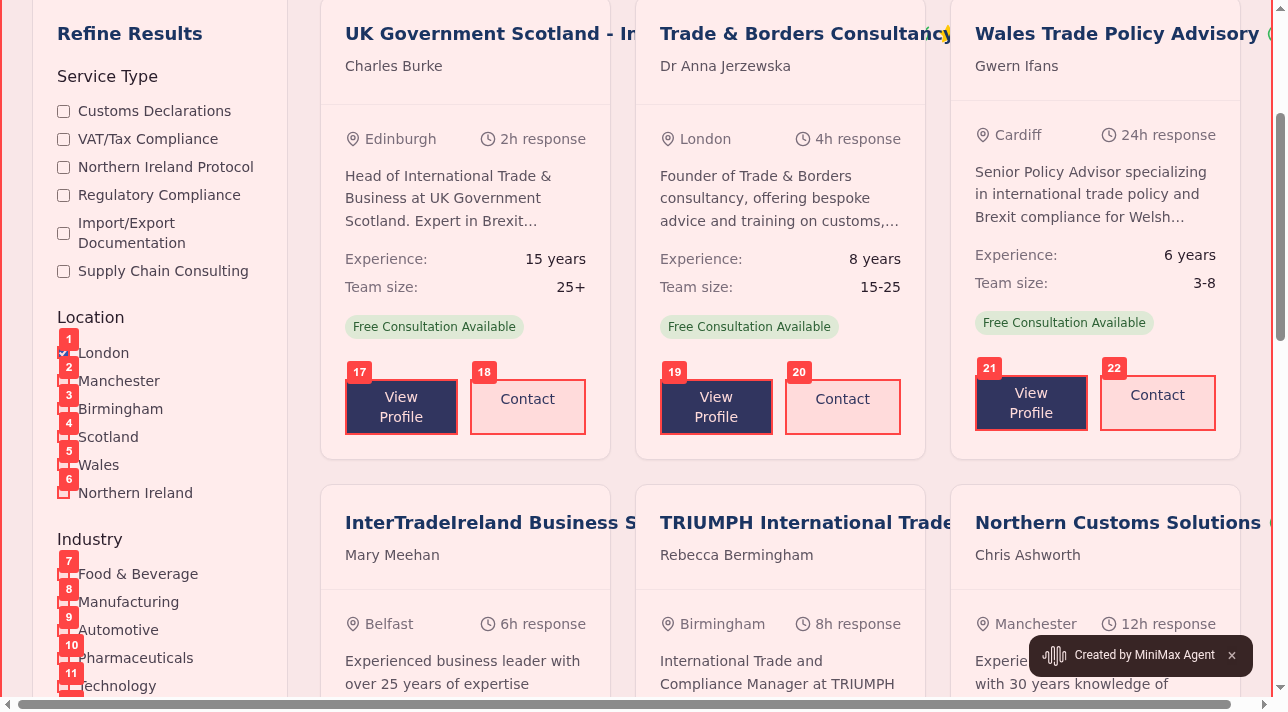 Refine Results
Service Type
Customs Declarations
VAT/Tax Compliance
Northern Ireland Protocol
Regulatory Compliance
Import/Export
Documentation
Supply Chain Consulting
Location
1
London
2
Manchester
3
Birmingham
4
Scotland
5
Wales
6
Northern Ireland
Industry
7
Food & Beverage
8
Manufacturing
9
Automotive
10
Pharmaceuticals
11
Technology
UK Government Scotland - In
Charles Burke
Edinburgh
2h response
Head of International Trade &
Business at UK Government
Scotland. Expert in Brexit...
Experience:
15 years
Team size:
25+
Free Consultation Available
17
View
Profile
18
Contact
Trade & Borders Consultancy
Dr Anna Jerzewska
London
4h response
Founder of Trade & Borders
consultancy, offering bespoke
advice and training on customs,...
Experience:
8 years
Team size:
15-25
Free Consultation Available
19
View
Profile
20
Contact
Wales Trade Policy Advisory
Gwern Ifans
Cardiff
24h response
Senior Policy Advisor specializing
in international trade policy and
Brexit compliance for Welsh...
Experience:
6 years
Team size:
3-8
Free Consultation Available
21
View
Profile
22
Contact
InterTradeIreland Business S
Mary Meehan
Belfast
6h response
Experienced business leader with
over 25 years of expertise
TRIUMPH International Trade
Rebecca Bermingham
Birmingham
8h response
International Trade and
Compliance Manager at TRIUMPH
Northern Customs Solutions
Chris Ashworth
Manchester
12h response
with 30 years knowledge of
Created by MiniMax Agent